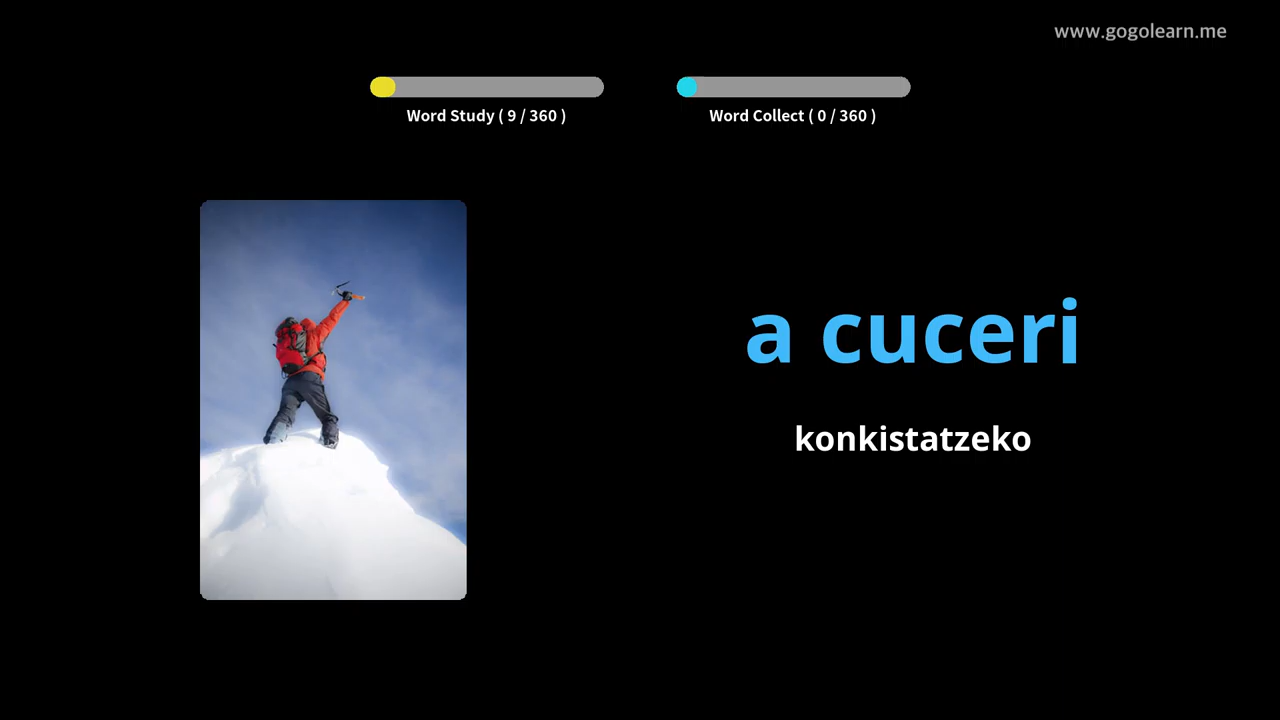 www.gogolearn.me
Word Study ( 9 / 360 )
Word Collect ( 0 / 360 )
a cuceri
konkistatzeko